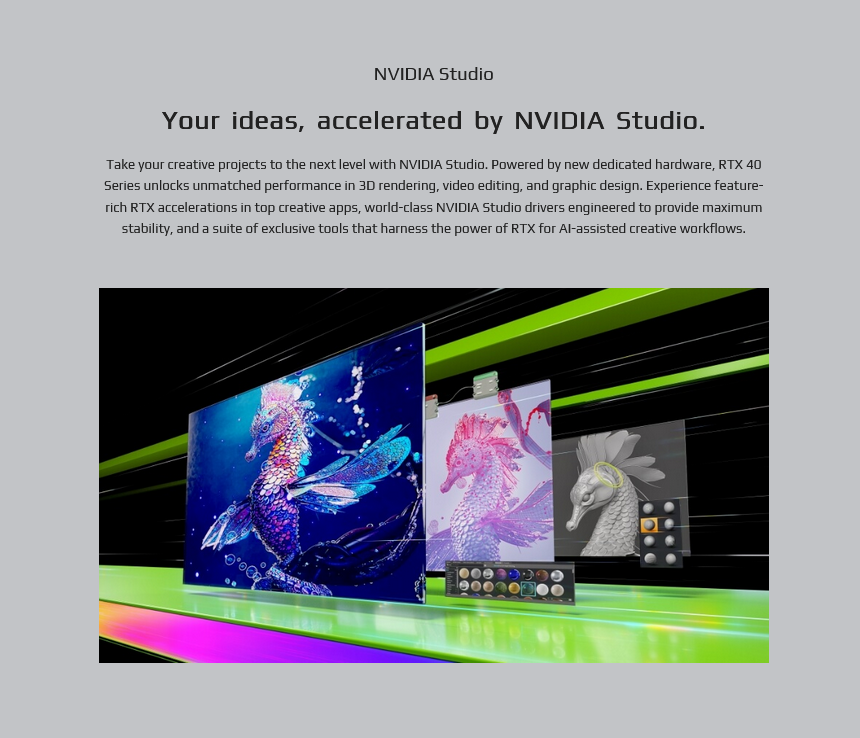 NVIDIA Studio
Your ideas, accelerated by NVIDIA Studio.
Take your creative projects to the next level with NVIDIA Studio. Powered by new dedicated hardware, RTX 40
Series unlocks unmatched performance in 3D rendering, video editing, and graphic design. Experience feature-
rich RTX accelerations in top creative apps, world-class NVIDIA Studio drivers engineered to provide maximum
stability, and a suite of exclusive tools that harness the power of RTX for AI-assisted creative workflows.